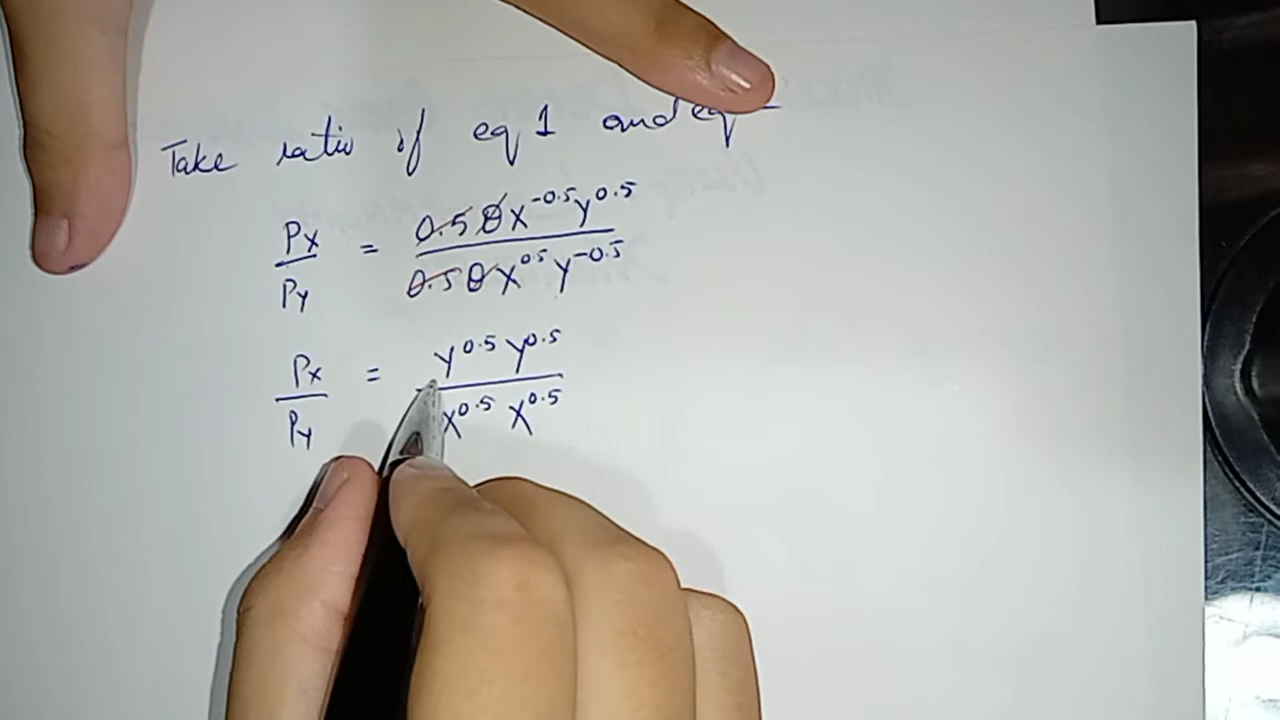 Take ratio of eq 1 and eq
Px/Py = 0.5θX^-0.5 Y^0.5 / 0.5θX^0.5 Y^-0.5
Px/Py = Y^0.5 Y^0.5 / X^0.5 X^0.5